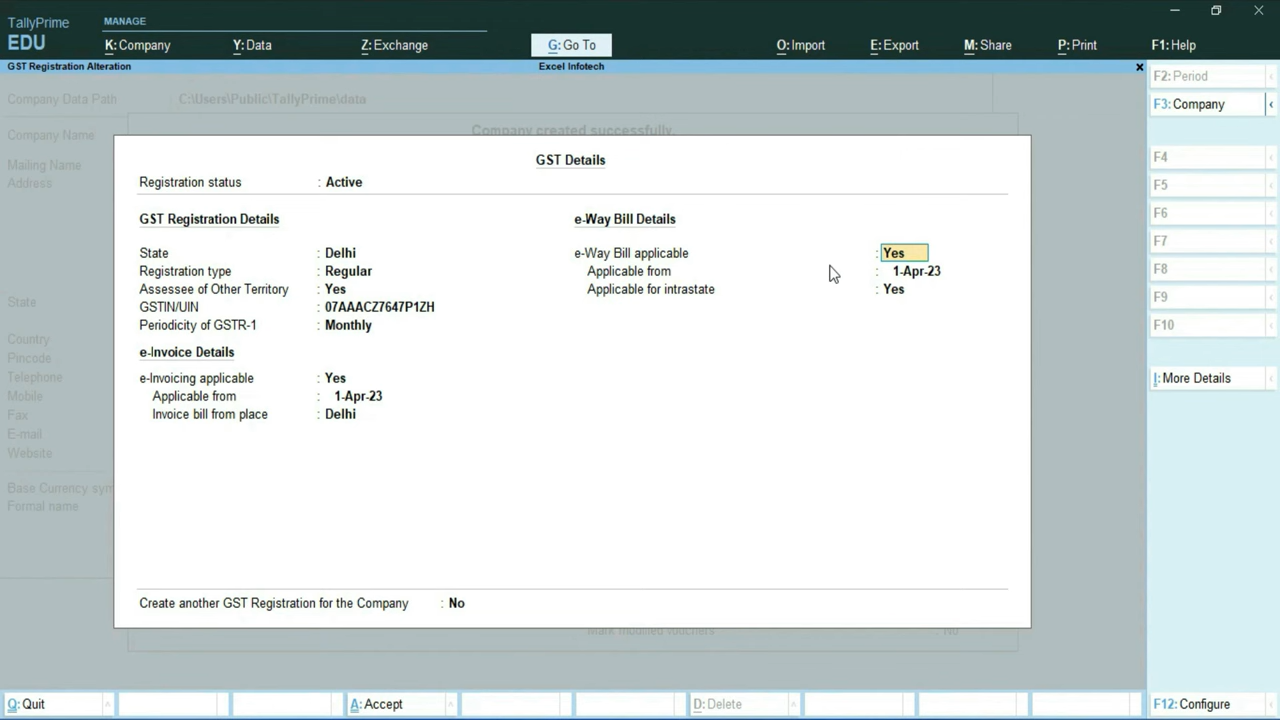 TallyPrime
EDU
MANAGE
K: Company
Y: Data
Z: Exchange
G: Go To
O: Import
E: Export
M: Share
P: Print
F1: Help
GST Registration Alteration
Excel Infotech
Company Data Path : C:\Users\Public\TallyPrime\data
Company created successfully.
Company Name
Mailing Name
Address
State
Country
Pincode
Telephone
Mobile
Fax
E-mail
Website
Base Currency sym
Formal name
GST Details
Registration status : Active
GST Registration Details
State : Delhi
Registration type : Regular
Assessee of Other Territory : Yes
GSTIN/UIN : 07AAACZ7647P1ZH
Periodicity of GSTR-1 : Monthly
e-Invoice Details
e-Invoicing applicable : Yes
Applicable from : 1-Apr-23
Invoice bill from place : Delhi
e-Way Bill Details
e-Way Bill applicable : Yes
Applicable from : 1-Apr-23
Applicable for intrastate : Yes
Create another GST Registration for the Company : No
Mark modified vouchers : No
F2: Period
F3: Company
F4
F5
F6
F7
F8
F9
F10
I: More Details
Q: Quit
A: Accept
D: Delete
F12: Configure